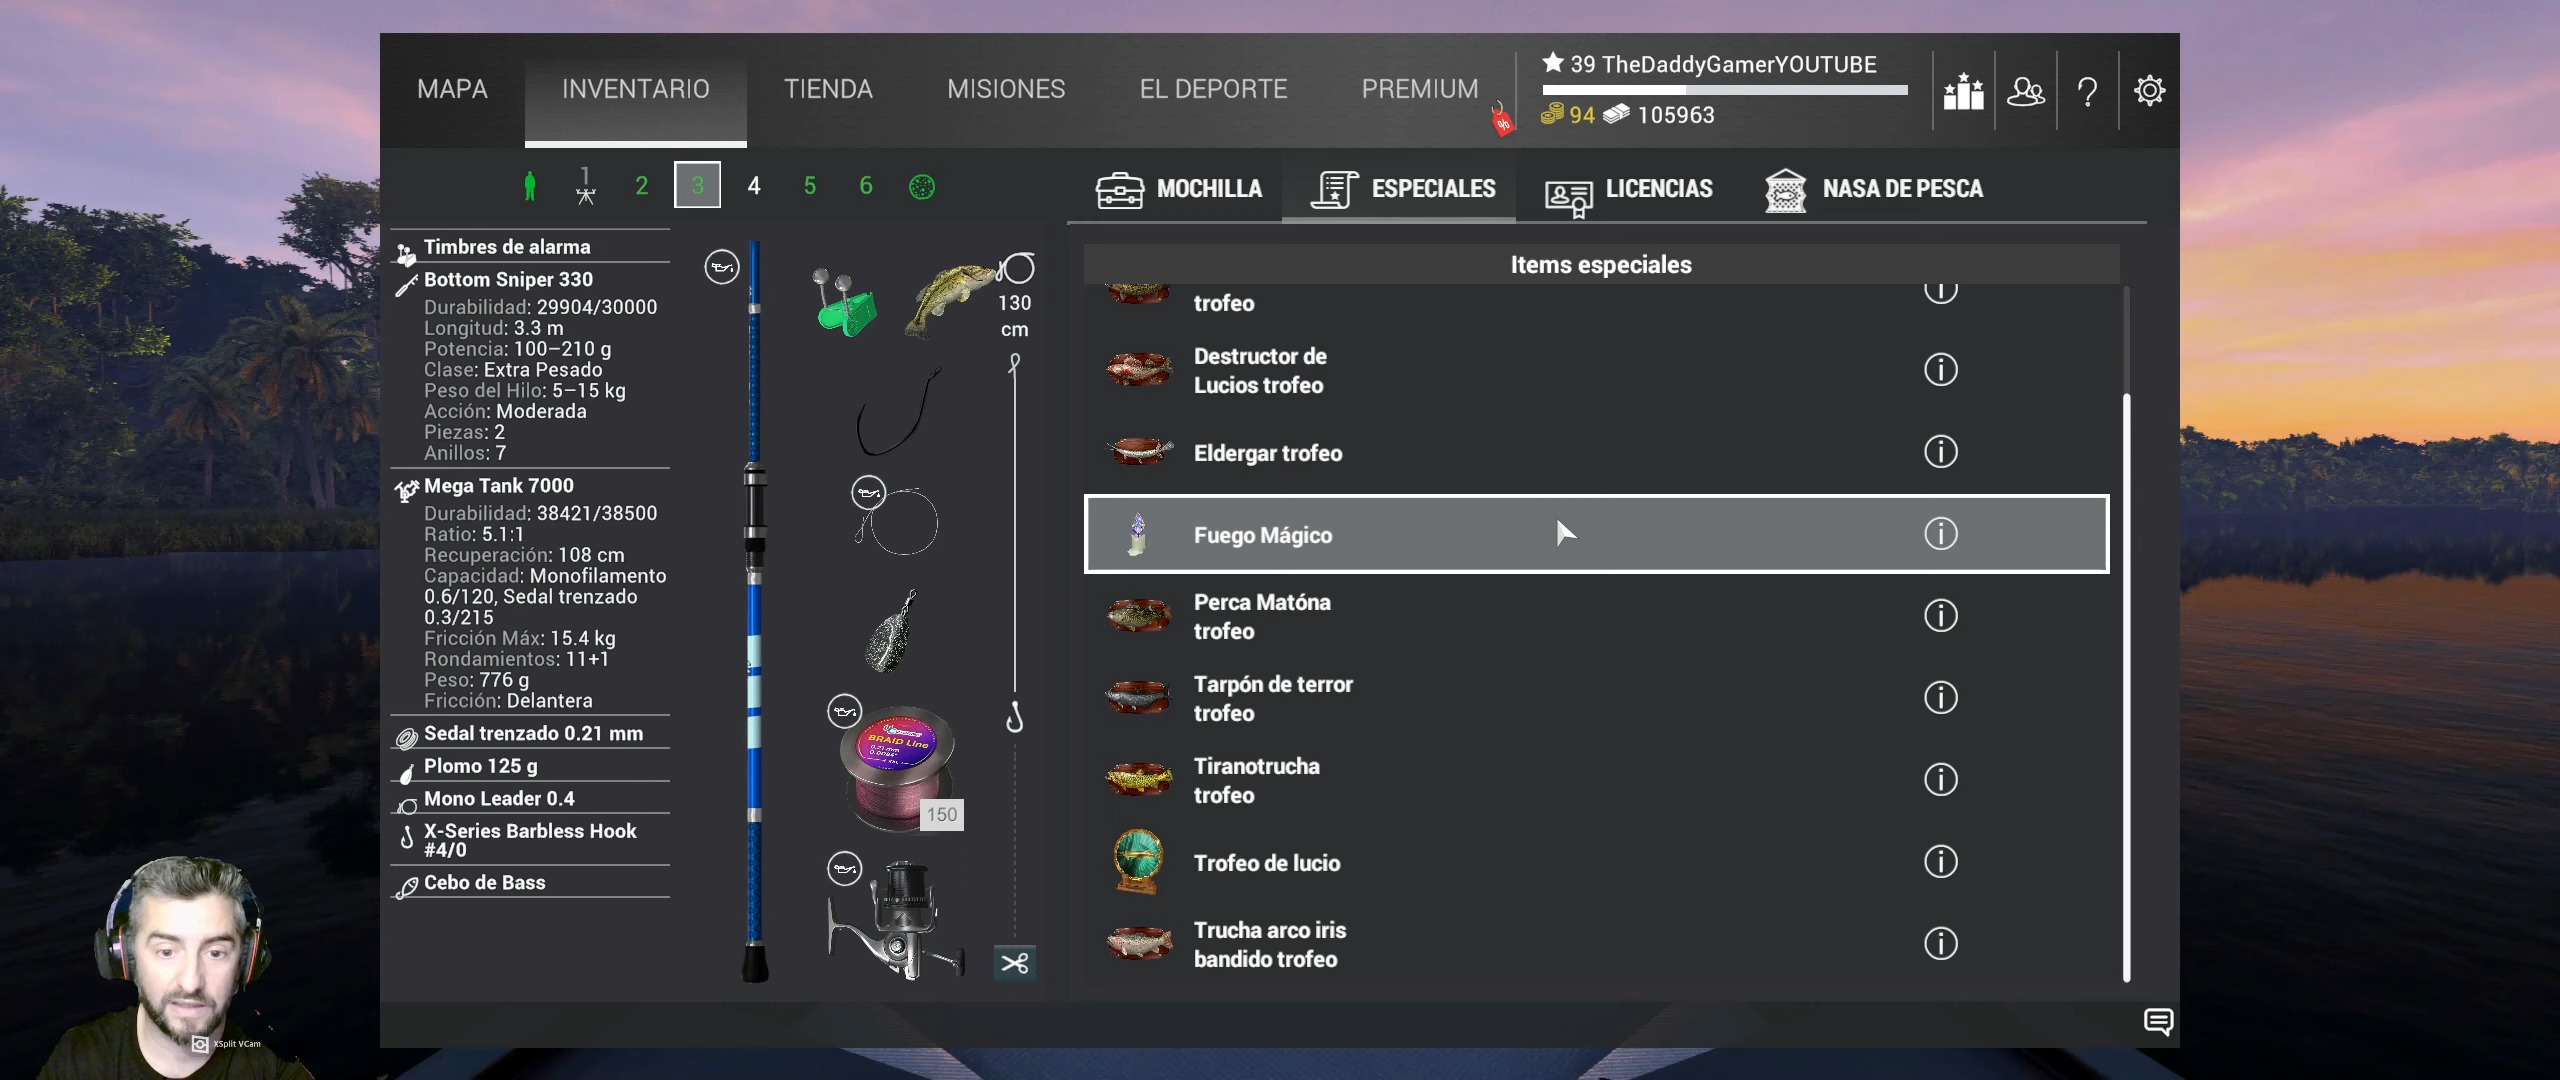 MAPA
INVENTARIO
TIENDA
MISIONES
EL DEPORTE
PREMIUM
%
39 TheDaddyGamerYOUTUBE
94 105963
1
2
3
4
5
6
MOCHILLA
ESPECIALES
LICENCIAS
NASA DE PESCA
Timbres de alarma
Bottom Sniper 330
Durabilidad: 29904/30000
Longitud: 3.3 m
Potencia: 100–210 g
Clase: Extra Pesado
Peso del Hilo: 5–15 kg
Acción: Moderada
Piezas: 2
Anillos: 7
Mega Tank 7000
Durabilidad: 38421/38500
Ratio: 5.1:1
Recuperación: 108 cm
Capacidad: Monofilamento
0.6/120, Sedal trenzado
0.3/215
Fricción Máx: 15.4 kg
Rondamientos: 11+1
Peso: 776 g
Fricción: Delantera
Sedal trenzado 0.21 mm
Plomo 125 g
Mono Leader 0.4
X-Series Barbless Hook
#4/0
Cebo de Bass
130
cm
BRAID Line
0.21 mm
150
Items especiales
trofeo
Destructor de
Lucios trofeo
Eldergar trofeo
Fuego Mágico
Perca Matóna
trofeo
Tarpón de terror
trofeo
Tiranotrucha
trofeo
Trofeo de lucio
Trucha arco iris
bandido trofeo
XSplit VCam